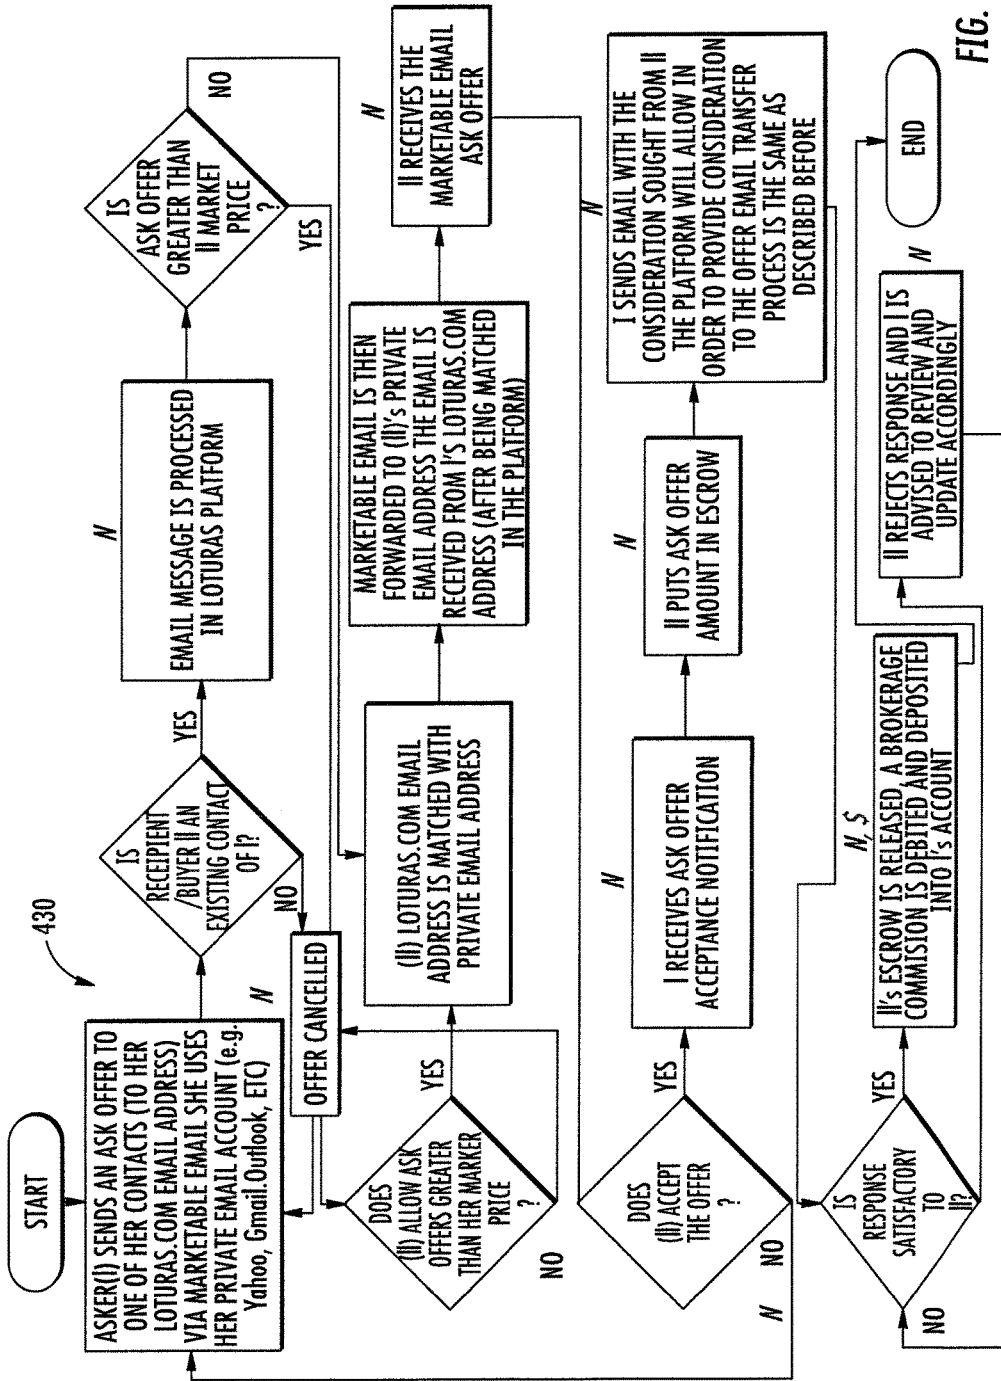 START
430
ASKER(I) SENDS AN ASK OFFER TO
ONE OF HER CONTACTS (TO HER
LOTURAS.COM EMAIL ADDRESS)
VIA MARKETABLE EMAIL SHE USES
HER PRIVATE EMAIL ACCOUNT (e.g.
Yahoo, Gmail.Outlook, ETC)
IS
RECEIPIENT
/BUYER II AN
EXISTING CONTACT
OF I?
YES
NO
N
EMAIL MESSAGE IS PROCESSED
IN LOTURAS PLATFORM
IS
ASK OFFER
GREATER THAN
II MARKET
PRICE
?
NO
YES
N
OFFER CANCELLED
DOES
(II) ALLOW ASK
OFFERS GREATER
THAN HER MARKER
PRICE
?
YES
NO
(II) LOTURAS.COM EMAIL
ADDRESS IS MATCHED WITH
PRIVATE EMAIL ADDRESS
MARKETABLE EMAIL IS THEN
FORWARDED TO (II)'s PRIVATE
EMAIL ADDRESS THE EMAIL IS
RECEIVED FROM I'S LOTURAS.COM
ADDRESS (AFTER BEING MATCHED
IN THE PLATFORM)
N
II RECEIVES THE
MARKETABLE EMAIL
ASK OFFER
DOES
(II) ACCEPT
THE OFFER
?
YES
NO
N
N
I RECEIVES ASK OFFER
ACCEPTANCE NOTIFICATION
N
II PUTS ASK OFFER
AMOUNT IN ESCROW
N
I SENDS EMAIL WITH THE
CONSIDERATION SOUGHT FROM II
THE PLATFORM WILL ALLOW IN
ORDER TO PROVIDE CONSIDERATION
TO THE OFFER EMAIL TRANSFER
PROCESS IS THE SAME AS
DESCRIBED BEFORE
IS
RESPONSE
SATISFACTORY
TO
II?
YES
NO
N, $
II's ESCROW IS RELEASED. A BROKERAGE
COMMISION IS DEBITED AND DEPOSITED
INTO I's ACCOUNT
II REJECTS RESPONSE AND I IS
ADVISED TO REVIEW AND
UPDATE ACCORDINGLY
N
END
FIG.